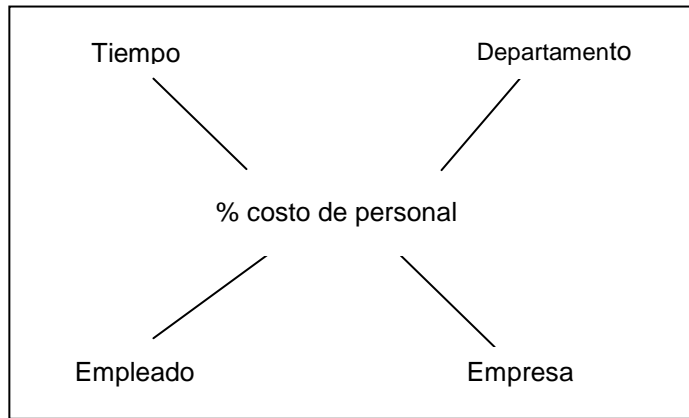 Tiempo
Departamento
% costo de personal
Empleado
Empresa